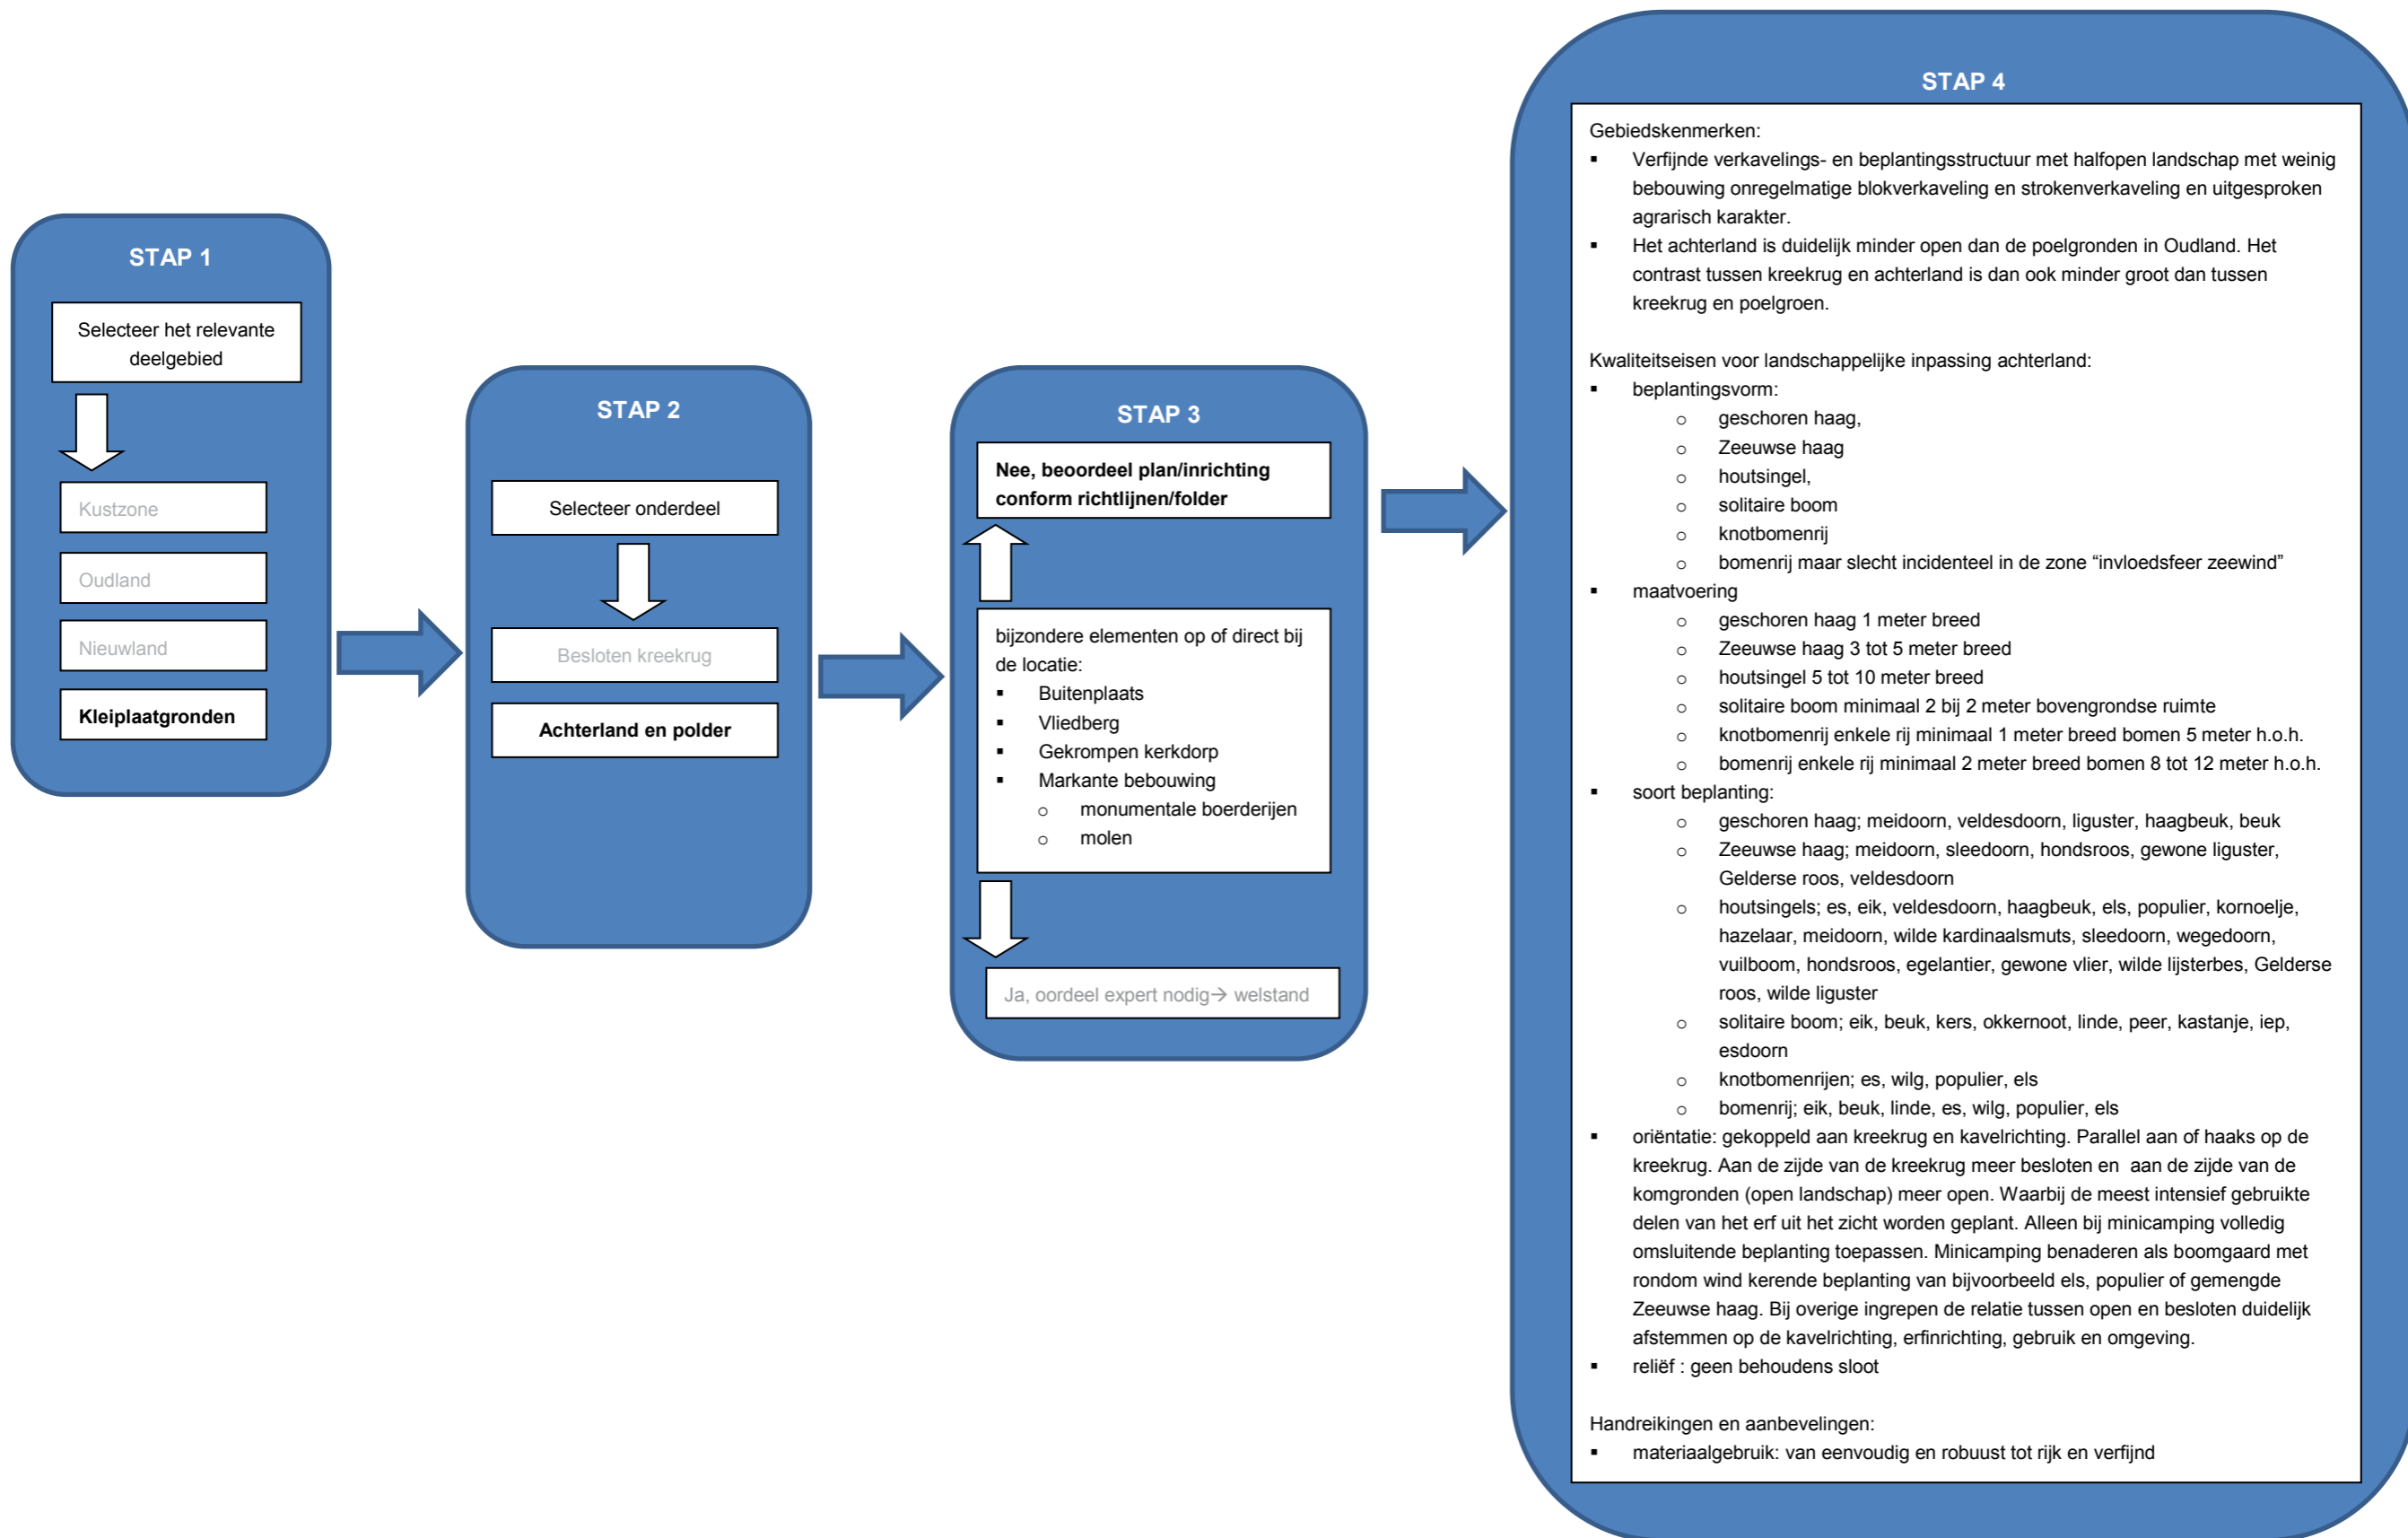 STAP 1
Selecteer het relevante
deelgebied
Kustzone
Oudland
Nieuwland
Kleiplaatgronden
STAP 2
Selecteer onderdeel
Besloten kreekrug
Achterland en polder
STAP 3
Nee, beoordeel plan/inrichting
conform richtlijnen/folder
bijzondere elementen op of direct bij
de locatie:
▪ Buitenplaats
▪ Vliedberg
▪ Gekrompen kerkdorp
▪ Markante bebouwing
o monumentale boerderijen
o molen
Ja, oordeel expert nodig→ welstand
STAP 4
Gebiedskenmerken:
▪ Verfijnde verkavelings- en beplantingsstructuur met halfopen landschap met weinig
bebouwing onregelmatige blokverkaveling en strokenverkaveling en uitgesproken
agrarisch karakter.
▪ Het achterland is duidelijk minder open dan de poelgronden in Oudland. Het
contrast tussen kreekrug en achterland is dan ook minder groot dan tussen
kreekrug en poelgroen.
Kwaliteitseisen voor landschappelijke inpassing achterland:
▪ beplantingsvorm:
o geschoren haag,
o Zeeuwse haag
o houtsingel,
o solitaire boom
o knotbomenrij
o bomenrij maar slecht incidenteel in de zone “invloedsfeer zeewind”
▪ maatvoering
o geschoren haag 1 meter breed
o Zeeuwse haag 3 tot 5 meter breed
o houtsingel 5 tot 10 meter breed
o solitaire boom minimaal 2 bij 2 meter bovengrondse ruimte
o knotbomenrij enkele rij minimaal 1 meter breed bomen 5 meter h.o.h.
o bomenrij enkele rij minimaal 2 meter breed bomen 8 tot 12 meter h.o.h.
▪ soort beplanting:
o geschoren haag; meidoorn, veldesdoorn, liguster, haagbeuk, beuk
o Zeeuwse haag; meidoorn, sleedoorn, hondsroos, gewone liguster,
Gelderse roos, veldesdoorn
o houtsingels; es, eik, veldesdoorn, haagbeuk, els, populier, kornoelje,
hazelaar, meidoorn, wilde kardinaalsmuts, sleedoorn, wegedoorn,
vuilboom, hondsroos, egelantier, gewone vlier, wilde lijsterbes, Gelderse
roos, wilde liguster
o solitaire boom; eik, beuk, kers, okkernoot, linde, peer, kastanje, iep,
esdoorn
o knotbomenrijen; es, wilg, populier, els
o bomenrij; eik, beuk, linde, es, wilg, populier, els
▪ oriëntatie: gekoppeld aan kreekrug en kavelrichting. Parallel aan of haaks op de
kreekrug. Aan de zijde van de kreekrug meer besloten en aan de zijde van de
komgronden (open landschap) meer open. Waarbij de meest intensief gebruikte
delen van het erf uit het zicht worden geplant. Alleen bij minicamping volledig
omsluitende beplanting toepassen. Minicamping benaderen als boomgaard met
rondom wind kerende beplanting van bijvoorbeeld els, populier of gemengde
Zeeuwse haag. Bij overige ingrepen de relatie tussen open en besloten duidelijk
afstemmen op de kavelrichting, erfinrichting, gebruik en omgeving.
▪ reliëf : geen behoudens sloot
Handreikingen en aanbevelingen:
▪ materiaalgebruik: van eenvoudig en robuust tot rijk en verfijnd